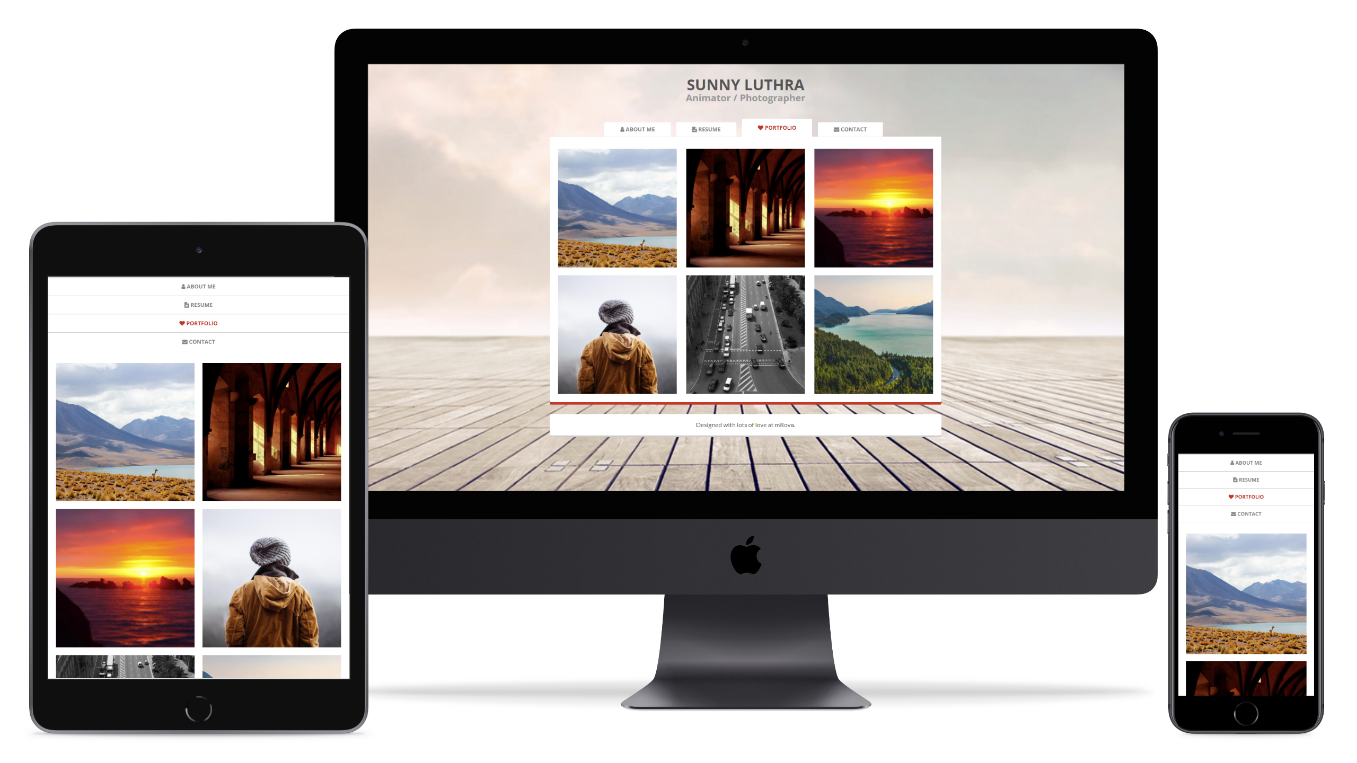 SUNNY LUTHRA
Animator / Photographer
ABOUT ME RESUME PORTFOLIO CONTACT
Designed with lots of love at mitova.
ABOUT ME
RESUME
PORTFOLIO
CONTACT
ABOUT ME
RESUME
PORTFOLIO
CONTACT